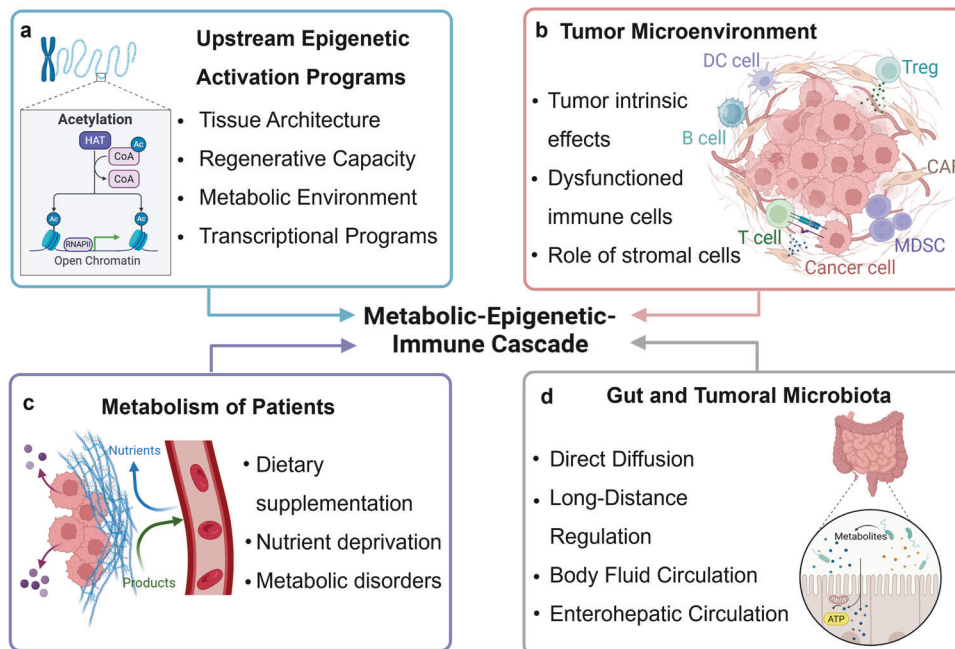 a
Upstream Epigenetic
Activation Programs
Acetylation
HAT
Ac
CoA
CoA
Ac
Ac
RNAPII
Open Chromatin
• Tissue Architecture
• Regenerative Capacity
• Metabolic Environment
• Transcriptional Programs
b
Tumor Microenvironment
• Tumor intrinsic
effects
• Dysfunctioned
immune cells
• Role of stromal cells
DC cell
Treg
B cell
CAF
T cell
MDSC
Cancer cell
Metabolic-Epigenetic-
Immune Cascade
c
Metabolism of Patients
Nutrients
Products
• Dietary
supplementation
• Nutrient deprivation
• Metabolic disorders
d
Gut and Tumoral Microbiota
• Direct Diffusion
• Long-Distance
Regulation
• Body Fluid Circulation
• Enterohepatic Circulation
Metabolites
ATP